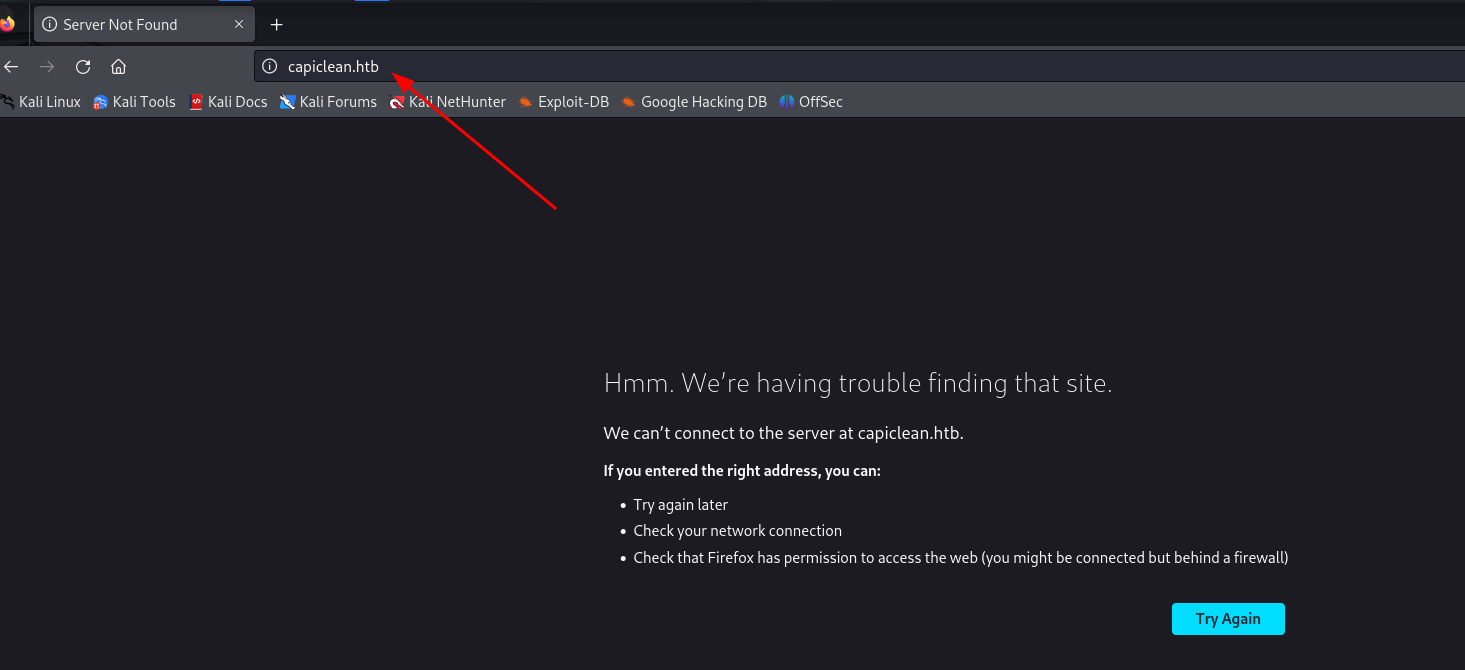 Server Not Found
capiclean.htb
Kali Linux Kali Tools Kali Docs Kali Forums Kali NetHunter Exploit-DB Google Hacking DB OffSec
Hmm. We’re having trouble finding that site.
We can’t connect to the server at capiclean.htb.
If you entered the right address, you can:
Try again later
Check your network connection
Check that Firefox has permission to access the web (you might be connected but behind a firewall)
Try Again